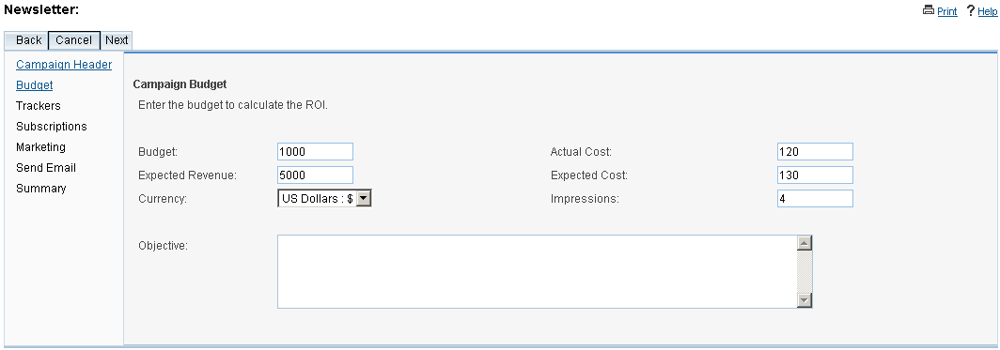 Newsletter:
Print ? Help
Back Cancel Next
Campaign Header
Budget
Trackers
Subscriptions
Marketing
Send Email
Summary
Campaign Budget
Enter the budget to calculate the ROI.
Budget: 1000 Actual Cost: 120
Expected Revenue: 5000 Expected Cost: 130
Currency: US Dollars : $ Impressions: 4
Objective: